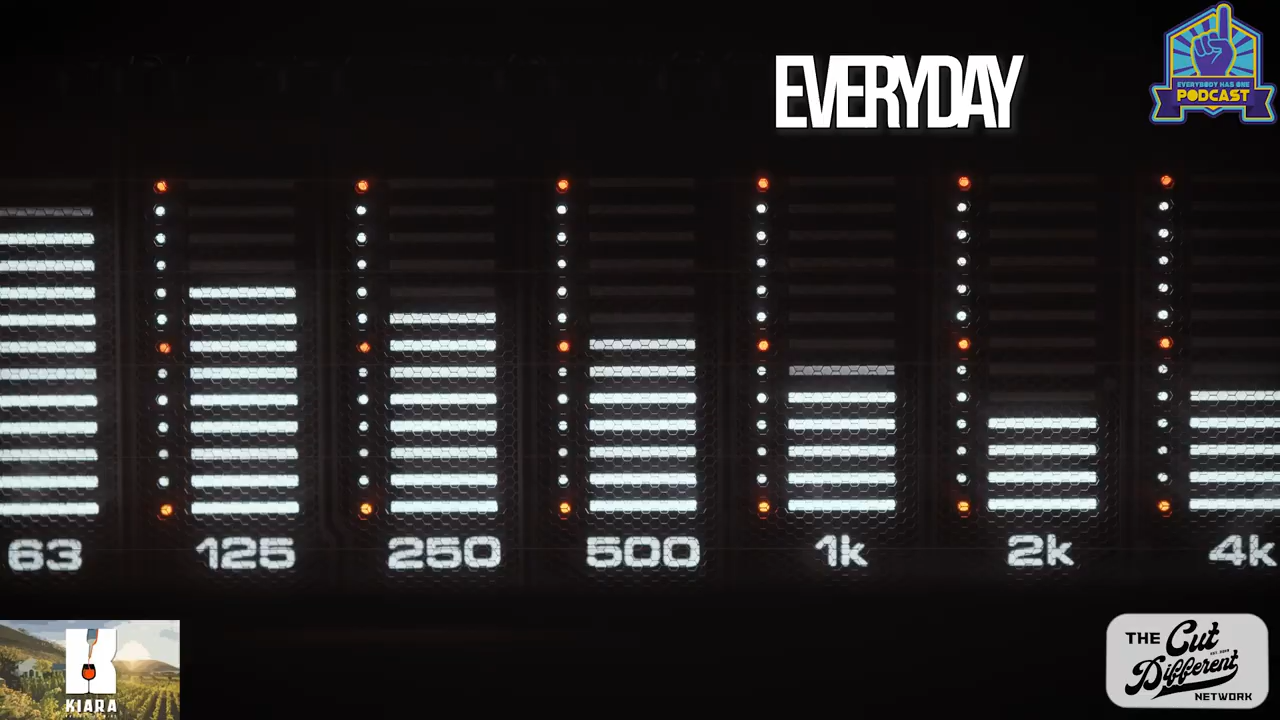 EVERYDAY
EVERYBODY HAS ONE
PODCAST
63
125
250
500
1k
2k
4k
KIARA
THE Cut
Different
NETWORK